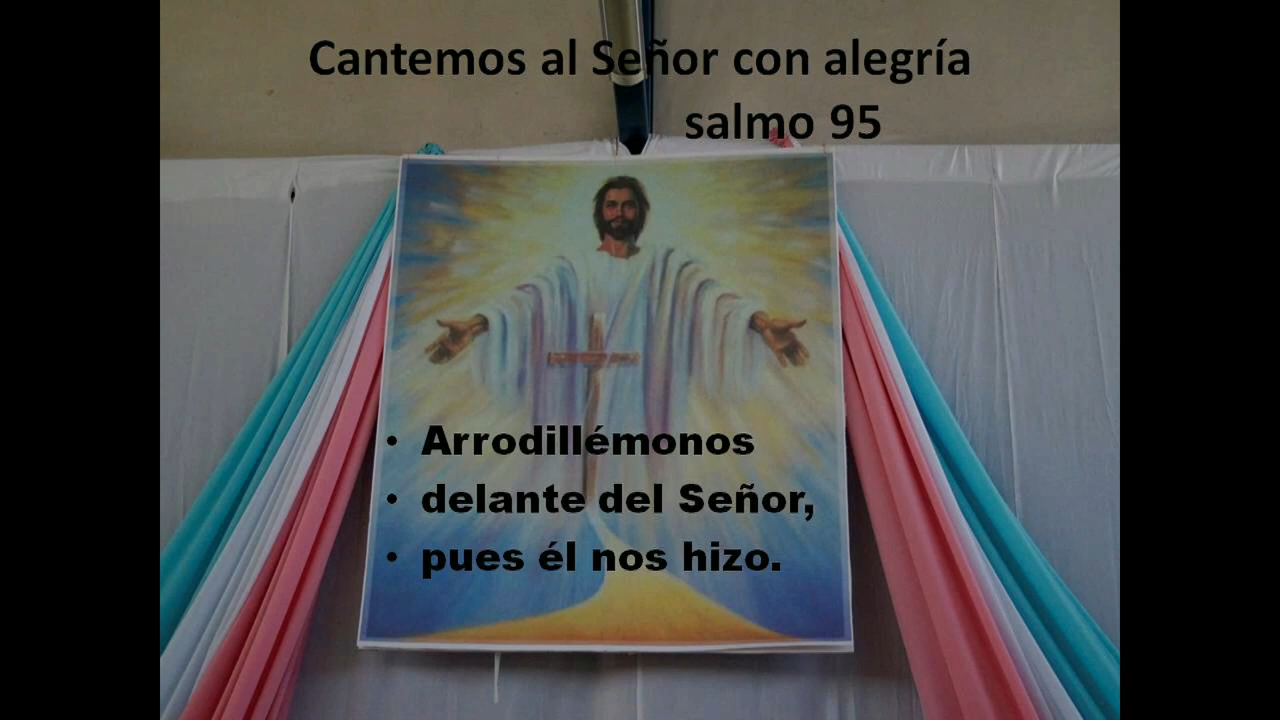 Cantemos al Señor con alegría
salmo 95
• Arrodillémonos
• delante del Señor,
• pues él nos hizo.